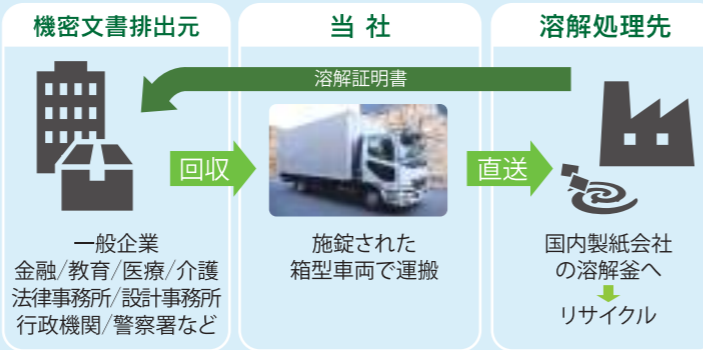 機密文書排出元
当社
溶解処理先
溶解証明書
回収
直送
一般企業
金融/教育/医療/介護
法律事務所/設計事務所
行政機関/警察署など
施錠された
箱型車両で運搬
国内製紙会社
の溶解釜へ
リサイクル